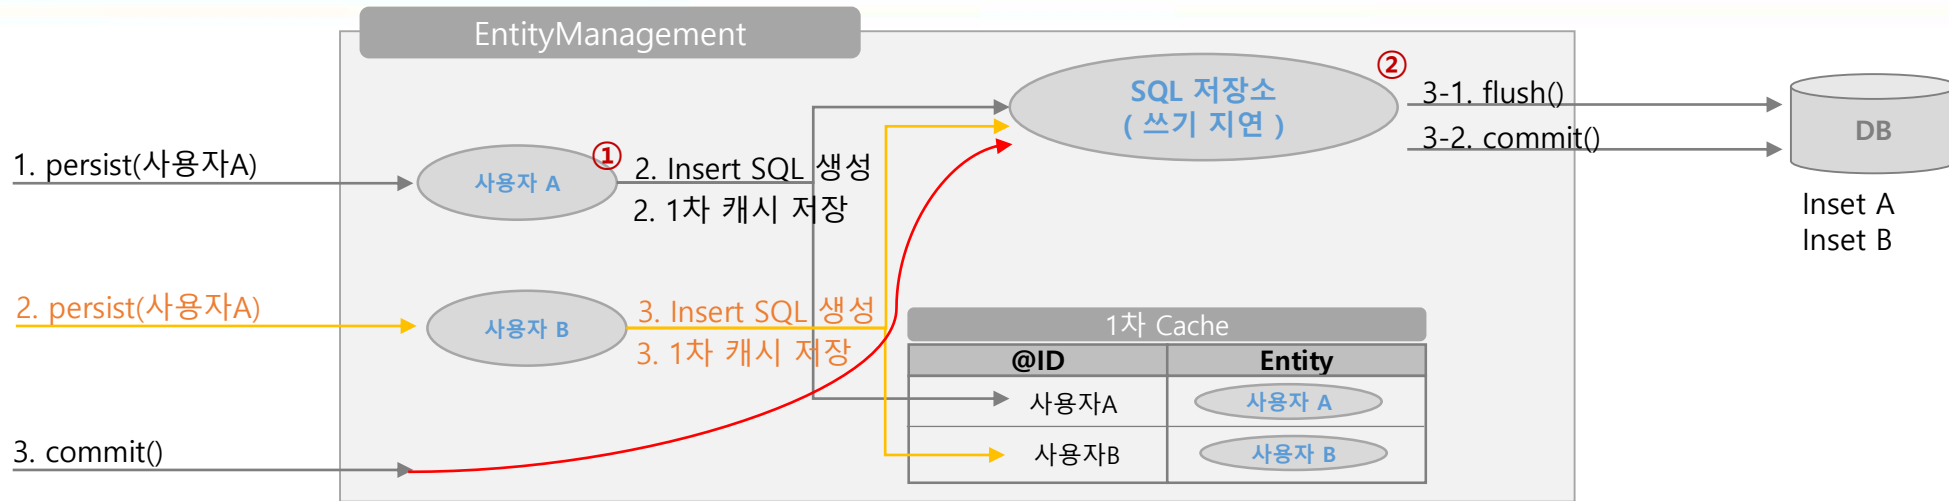 EntityManagement
②
SQL 저장소
( 쓰기 지연 )
3-1. flush()
3-2. commit()
DB
Inset A
Inset B
1. persist(사용자A)
사용자 A
①
2. Insert SQL 생성
2. 1차 캐시 저장
2. persist(사용자A)
사용자 B
3. Insert SQL 생성
3. 1차 캐시 저장
3. commit()
1차 Cache
@ID Entity
사용자A 사용자 A
사용자B 사용자 B